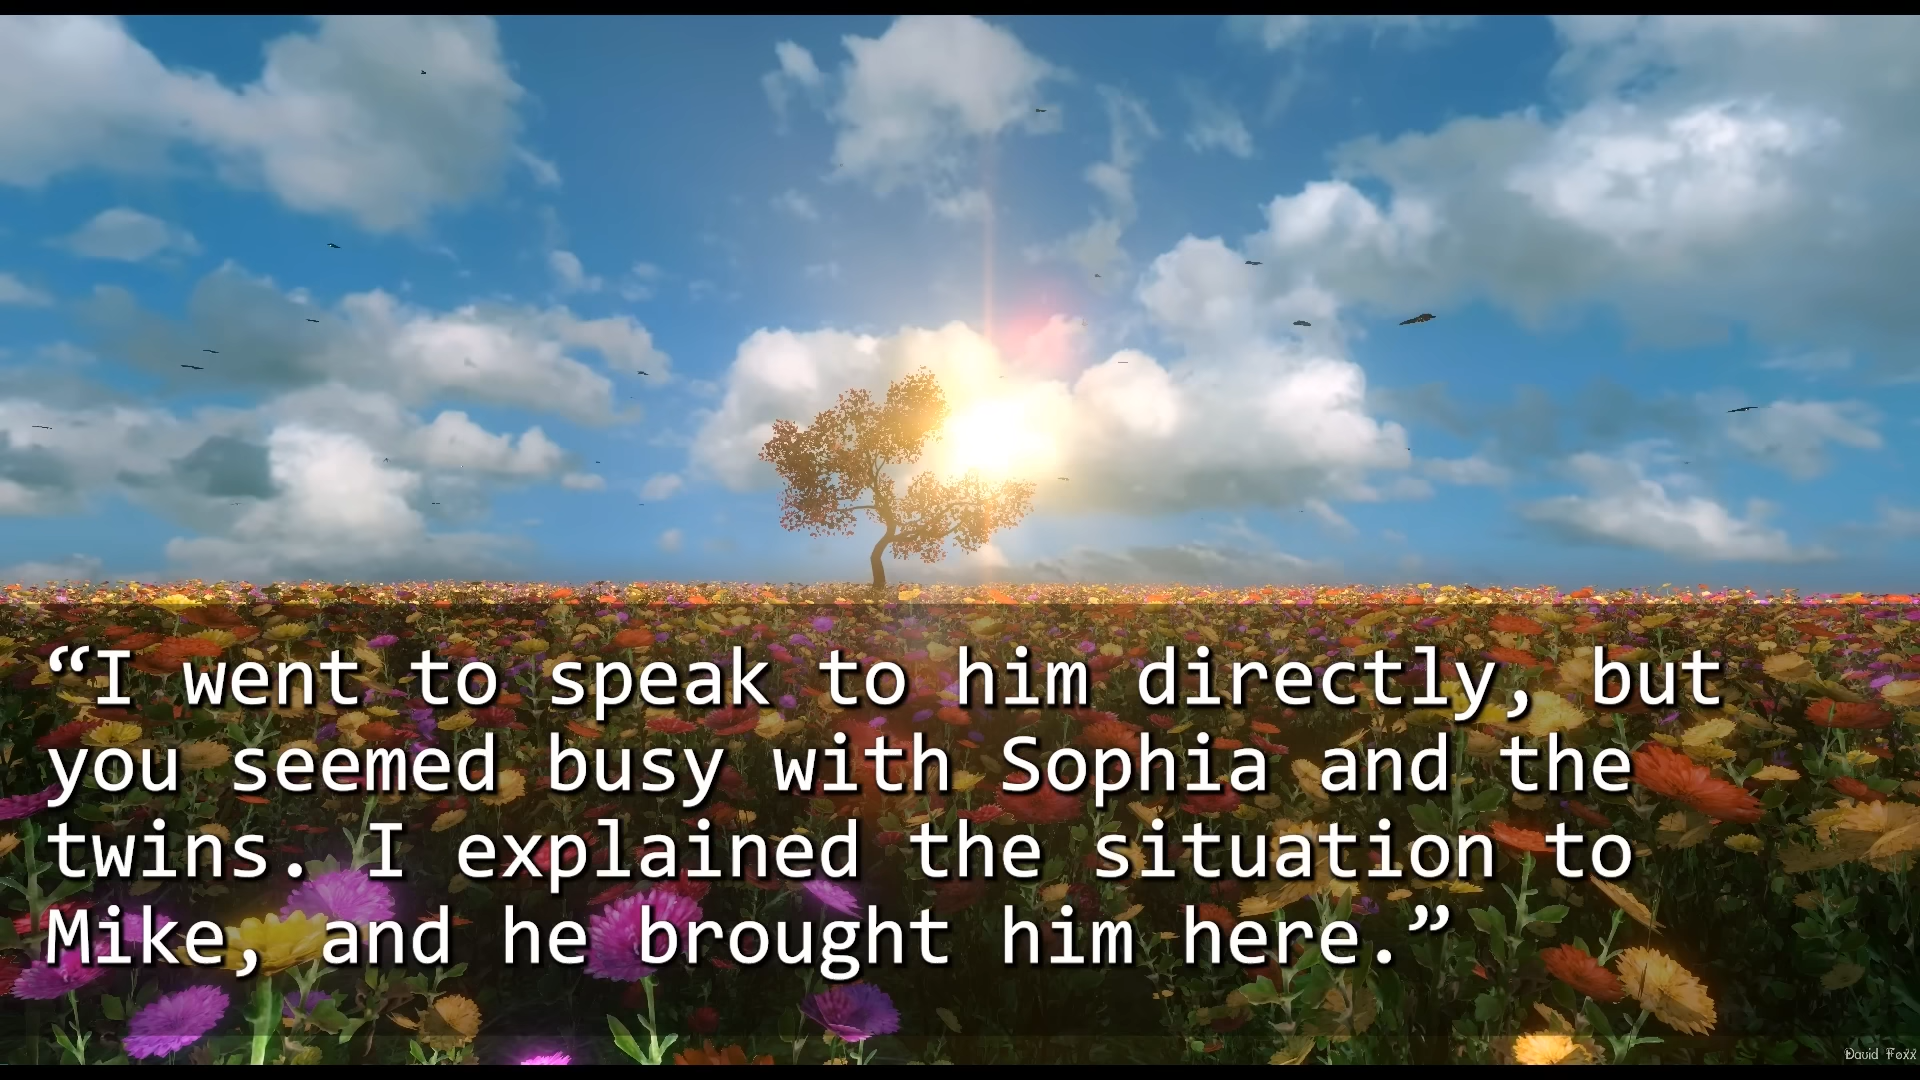 “I went to speak to him directly, but
you seemed busy with Sophia and the
twins. I explained the situation to
Mike, and he brought him here.”
David Foxx